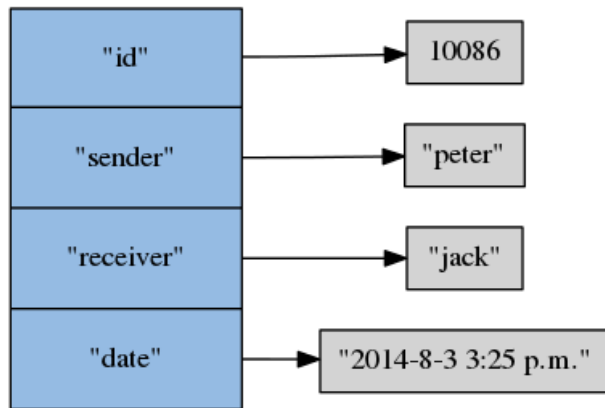 "id"
10086
"sender"
"peter"
"receiver"
"jack"
"date"
"2014-8-3 3:25 p.m."